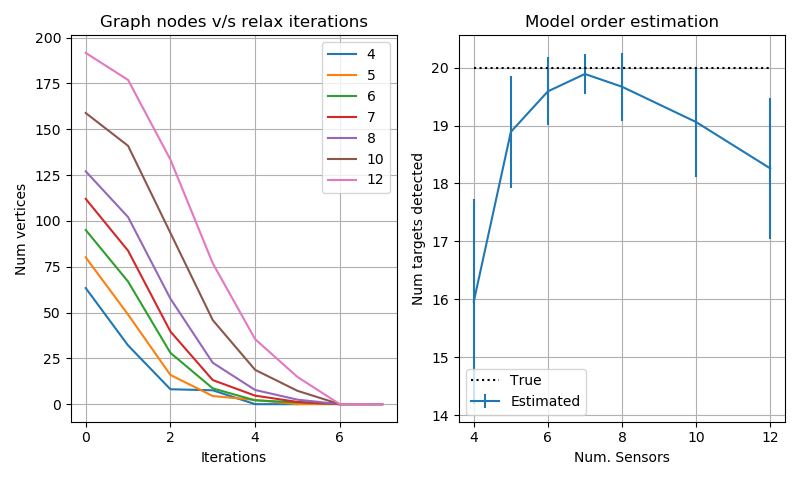 Graph nodes v/s relax iterations
200
175
150
125
100
75
50
25
0
Num vertices
0 2 4 6
Iterations
4
5
6
7
8
10
12
Model order estimation
20
19
18
17
16
15
14
Num targets detected
4 6 8 10 12
Num. Sensors
True
Estimated